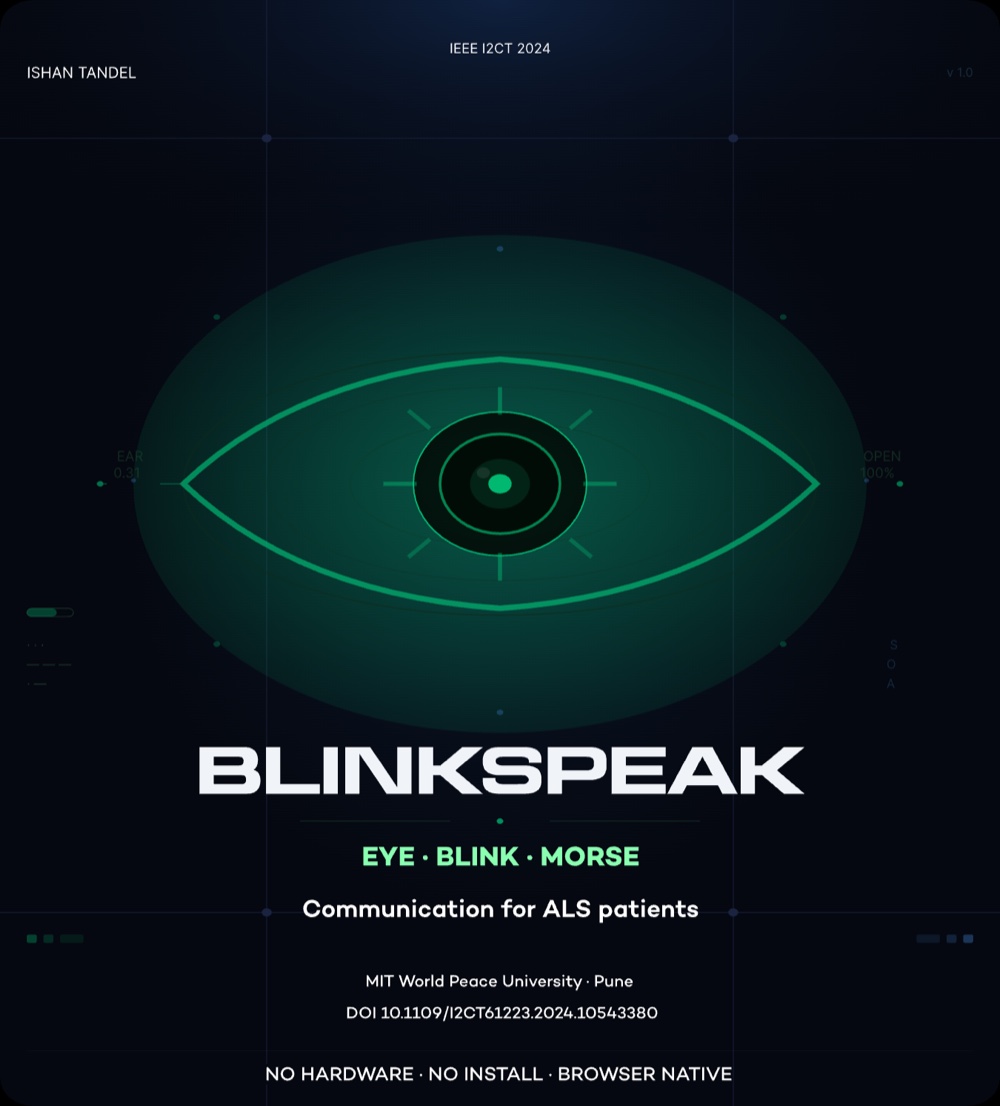 IEEE I2CT 2024
ISHAN TANDEL
v 1.0
EAR
0.31
OPEN
100%
S
O
A
BLINKSPEAK
EYE · BLINK · MORSE
Communication for ALS patients
MIT World Peace University · Pune
DOI 10.1109/I2CT61223.2024.10543380
NO HARDWARE · NO INSTALL · BROWSER NATIVE